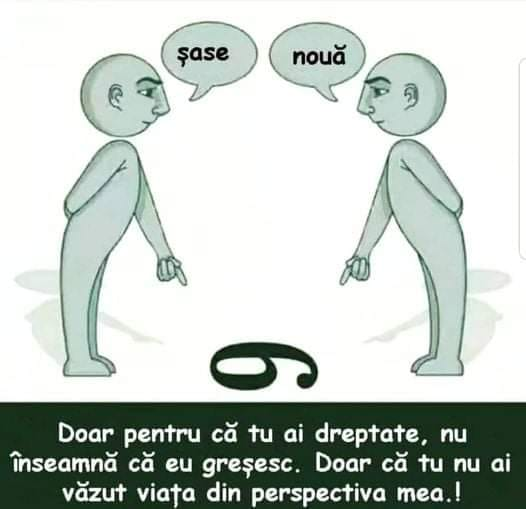 șase
nouă
6
Doar pentru că tu ai dreptate, nu
înseamnă că eu greșesc. Doar că tu nu ai
văzut viața din perspectiva mea.!